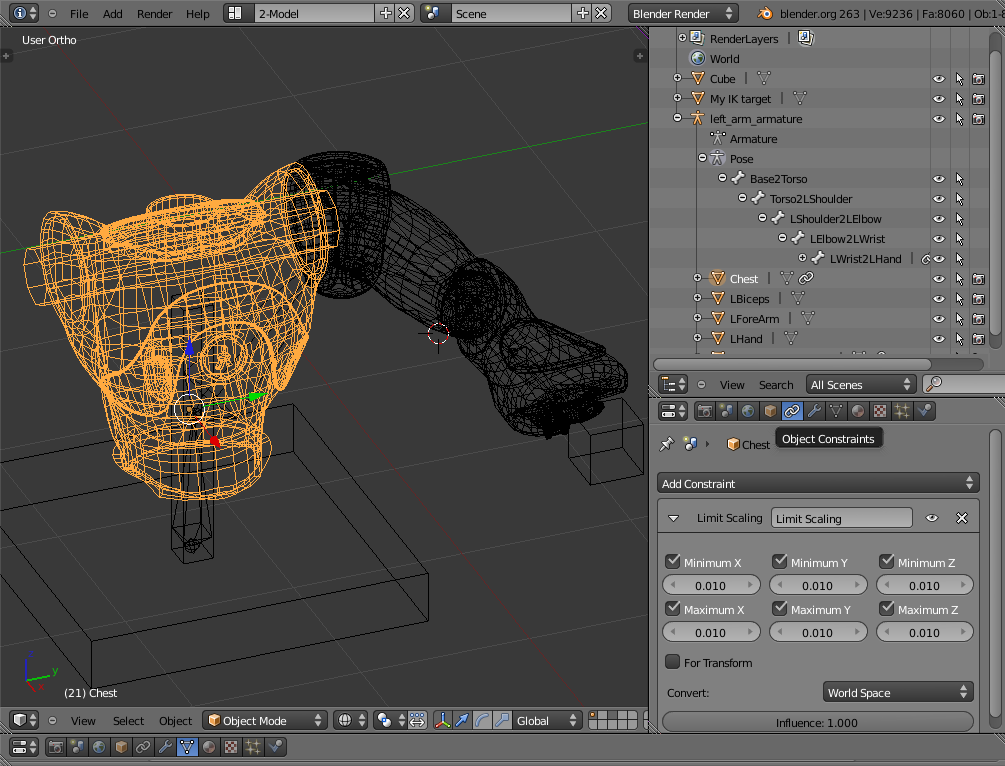 File Add Render Help 2-Model Scene Blender Render blender.org 263 | Ve:9236 | Fa:8060 | Ob:1-8
User Ortho
RenderLayers
World
Cube
My IK target
left_arm_armature
Armature
Pose
Base2Torso
Torso2LShoulder
LShoulder2LElbow
LElbow2LWrist
LWrist2LHand
Chest
LBiceps
LForeArm
LHand
View Search All Scenes
Chest
Object Constraints
Add Constraint
Limit Scaling Limit Scaling
Minimum X Minimum Y Minimum Z
0.010 0.010 0.010
Maximum X Maximum Y Maximum Z
0.010 0.010 0.010
For Transform
Convert: World Space
Influence: 1.000
z
y
x
(21) Chest
View Select Object Object Mode Global